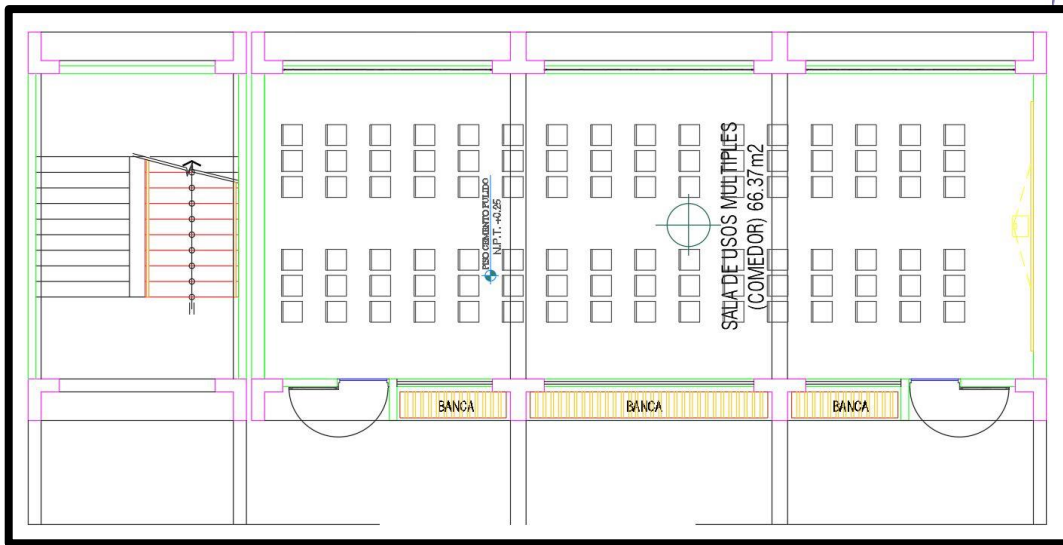 PISO CEMENTO PULIDO
N.P.T. +0.25
SALA DE USOS MULTIPLES
(COMEDOR) 66.37m2
BANCA
BANCA
BANCA